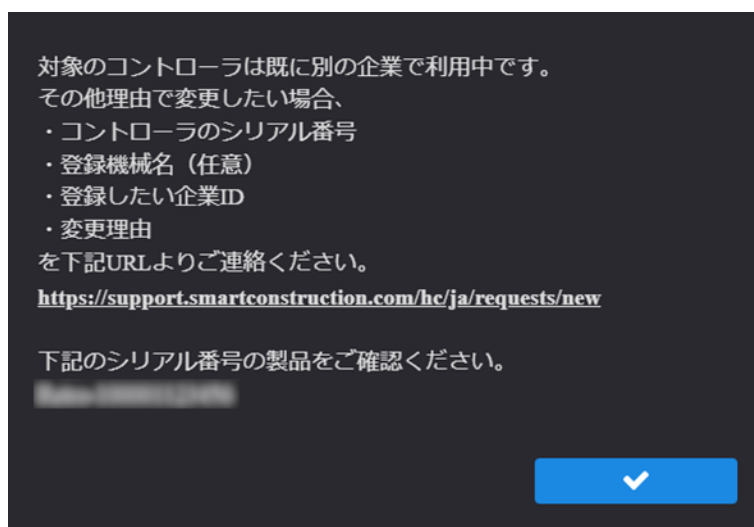 対象のコントローラは既に別の企業で利用中です。
その他理由で変更したい場合、
・コントローラのシリアル番号
・登録機械名（任意）
・登録したい企業ID
・変更理由
を下記URLよりご連絡ください。
https://support.smartconstruction.com/hc/ja/requests/new
下記のシリアル番号の製品をご確認ください。